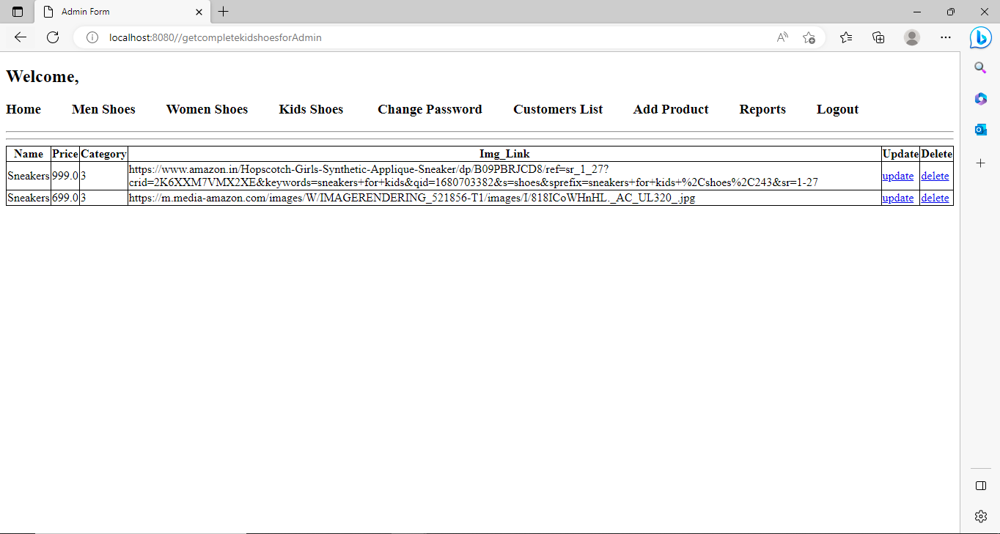 Admin Form
localhost:8080//getcompletekidshoesforAdmin
Welcome,
Home Men Shoes Women Shoes Kids Shoes Change Password Customers List Add Product Reports Logout
Name Price Category Img_Link Update Delete
Sneakers 999.0 3 https://www.amazon.in/Hopscotch-Girls-Synthetic-Applique-Sneaker/dp/B09PBRJCD8/ref=sr_1_27? update delete
crid=2K6XXM7VMX2XE&keywords=sneakers+for+kids&qid=1680703382&s=shoes&sprefix=sneakers+for+kids+%2Cshoes%2C243&sr=1-27
Sneakers 699.0 3 https://m.media-amazon.com/images/W/IMAGERENDERING_521856-T1/images/I/818ICoWHnHL._AC_UL320_.jpg update delete